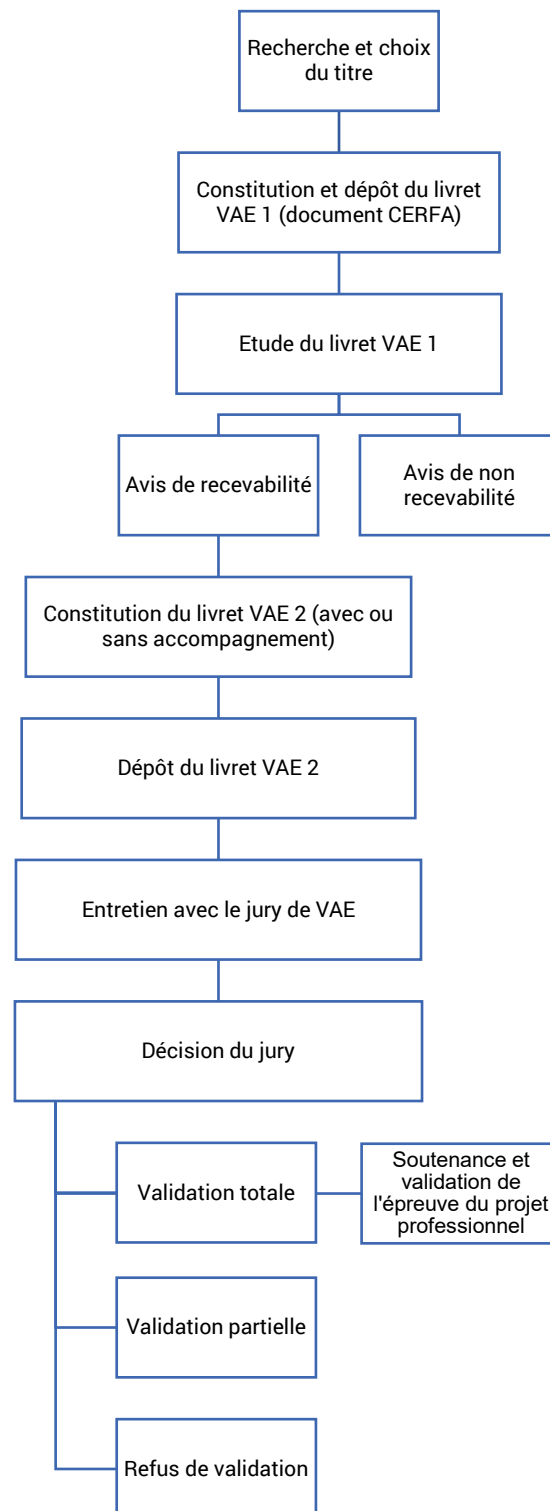 Recherche et choix
du titre
Constitution et dépôt du livret
VAE 1 (document CERFA)
Etude du livret VAE 1
Avis de recevabilité
Avis de non
recevabilité
Constitution du livret VAE 2 (avec ou
sans accompagnement)
Dépôt du livret VAE 2
Entretien avec le jury de VAE
Décision du jury
Validation totale
Soutenance et
validation de
l'épreuve du projet
professionnel
Validation partielle
Refus de validation